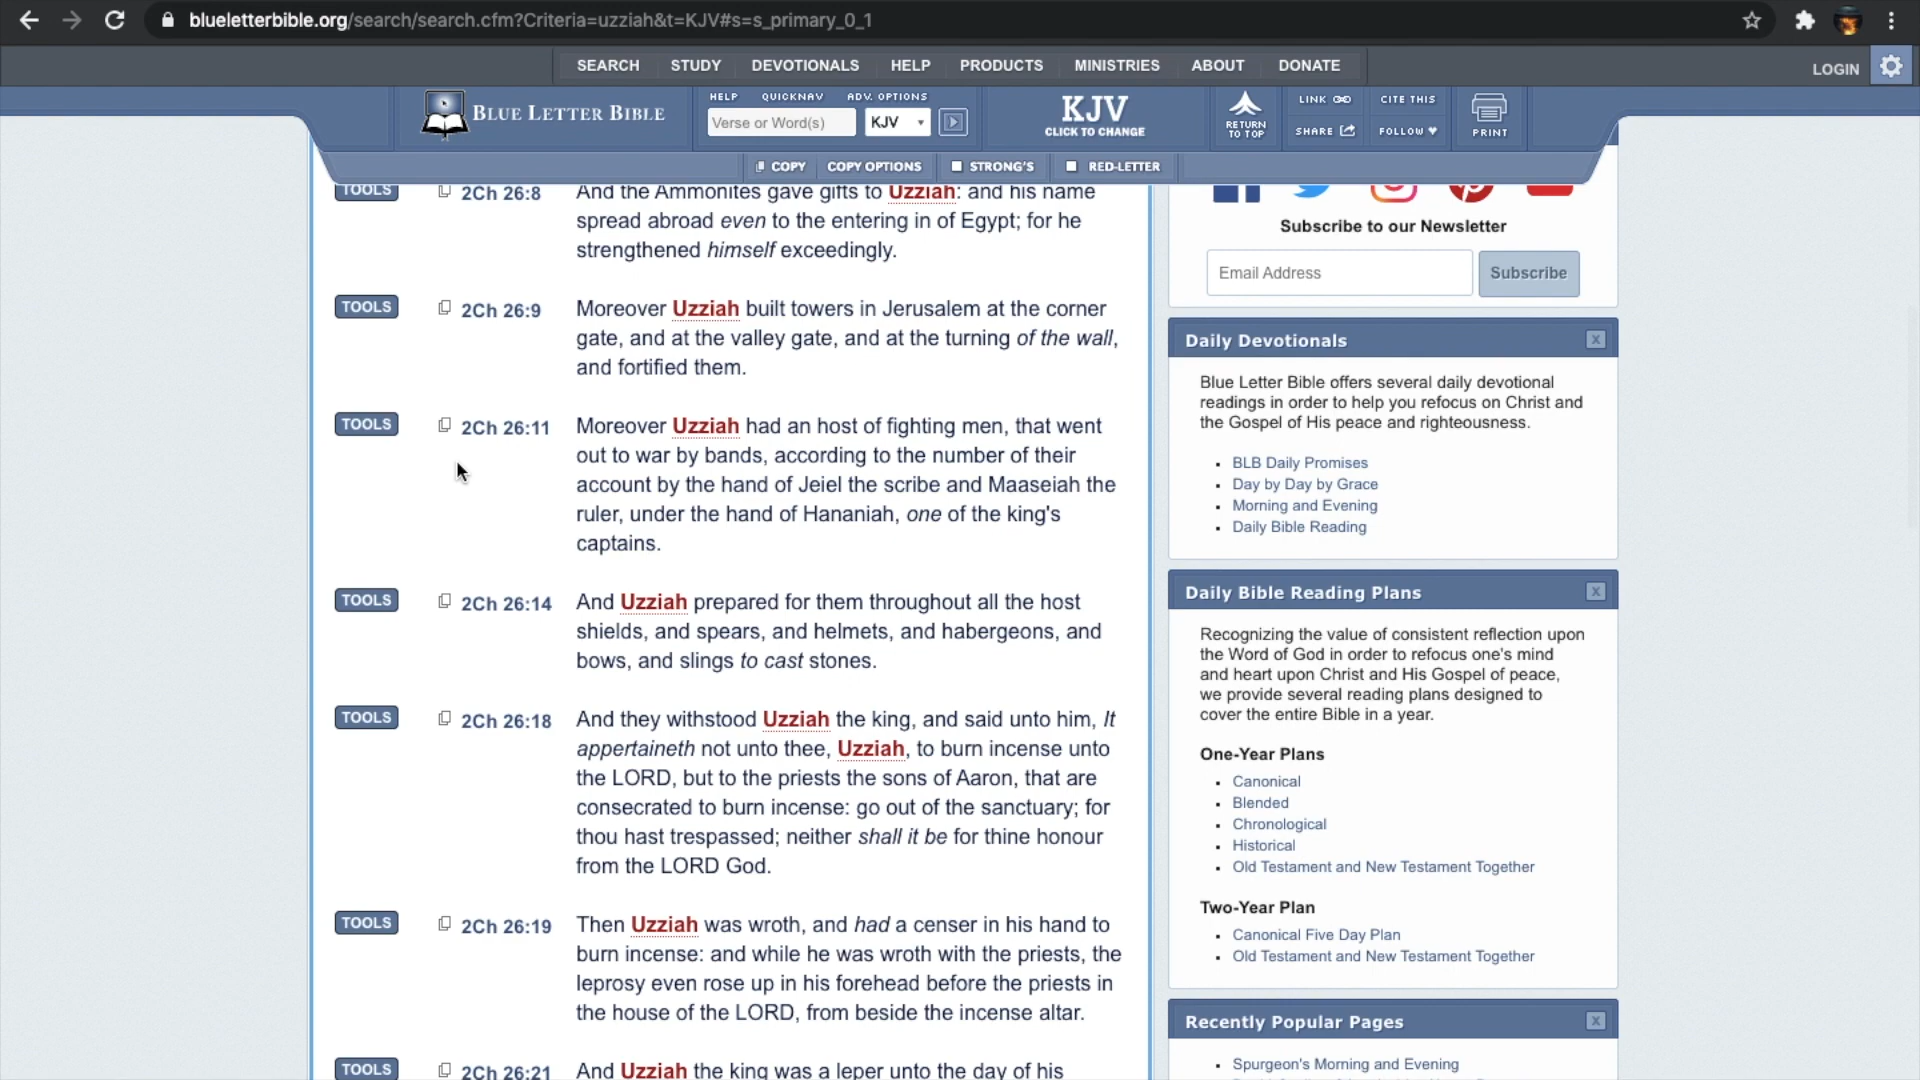 blueletterbible.org/search/search.cfm?Criteria=uzziah&t=KJV#s=s_primary_0_1
SEARCH STUDY DEVOTIONALS HELP PRODUCTS MINISTRIES ABOUT DONATE
LOGIN
BLUE LETTER BIBLE
HELP QUICKNAV ADV. OPTIONS
Verse or Word(s) KJV
KJV
CLICK TO CHANGE
RETURN
TO TOP
LINK CITE THIS
SHARE FOLLOW
PRINT
COPY COPY OPTIONS STRONG'S RED-LETTER
TOOLS 2Ch 26:8 And the Ammonites gave gifts to Uzziah: and his name
spread abroad even to the entering in of Egypt; for he
strengthened himself exceedingly.
TOOLS 2Ch 26:9 Moreover Uzziah built towers in Jerusalem at the corner
gate, and at the valley gate, and at the turning of the wall,
and fortified them.
TOOLS 2Ch 26:11 Moreover Uzziah had an host of fighting men, that went
out to war by bands, according to the number of their
account by the hand of Jeiel the scribe and Maaseiah the
ruler, under the hand of Hananiah, one of the king's
captains.
TOOLS 2Ch 26:14 And Uzziah prepared for them throughout all the host
shields, and spears, and helmets, and habergeons, and
bows, and slings to cast stones.
TOOLS 2Ch 26:18 And they withstood Uzziah the king, and said unto him, It
appertaineth not unto thee, Uzziah, to burn incense unto
the LORD, but to the priests the sons of Aaron, that are
consecrated to burn incense: go out of the sanctuary; for
thou hast trespassed; neither shall it be for thine honour
from the LORD God.
TOOLS 2Ch 26:19 Then Uzziah was wroth, and had a censer in his hand to
burn incense: and while he was wroth with the priests, the
leprosy even rose up in his forehead before the priests in
the house of the LORD, from beside the incense altar.
TOOLS 2Ch 26:21 And Uzziah the king was a leper unto the day of his
Subscribe to our Newsletter
Email Address Subscribe
Daily Devotionals X
Blue Letter Bible offers several daily devotional
readings in order to help you refocus on Christ and
the Gospel of His peace and righteousness.
BLB Daily Promises
Day by Day by Grace
Morning and Evening
Daily Bible Reading
Daily Bible Reading Plans X
Recognizing the value of consistent reflection upon
the Word of God in order to refocus one's mind
and heart upon Christ and His Gospel of peace,
we provide several reading plans designed to
cover the entire Bible in a year.
One-Year Plans
Canonical
Blended
Chronological
Historical
Old Testament and New Testament Together
Two-Year Plan
Canonical Five Day Plan
Old Testament and New Testament Together
Recently Popular Pages X
Spurgeon's Morning and Evening